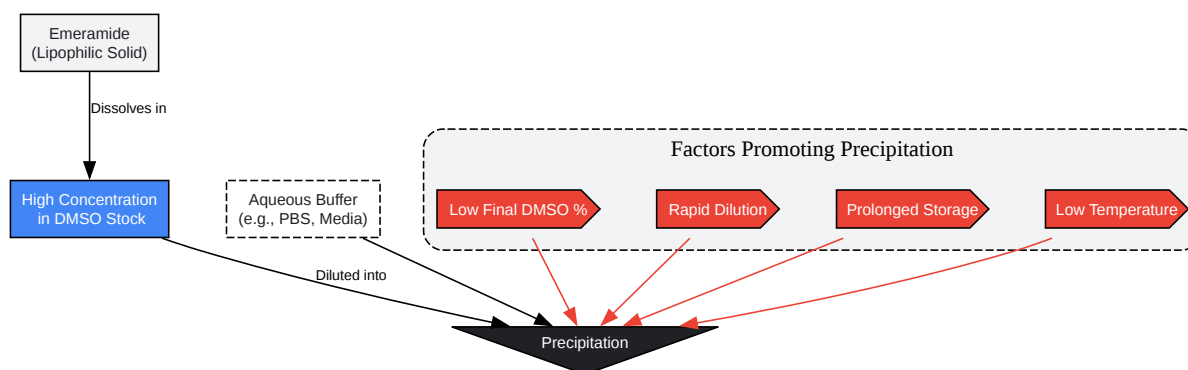 Emeramide
(Lipophilic Solid)
Dissolves in
Factors Promoting Precipitation
High Concentration
in DMSO Stock
Aqueous Buffer
(e.g., PBS, Media)
Low Final DMSO %
Rapid Dilution
Prolonged Storage
Low Temperature
Diluted into
Precipitation